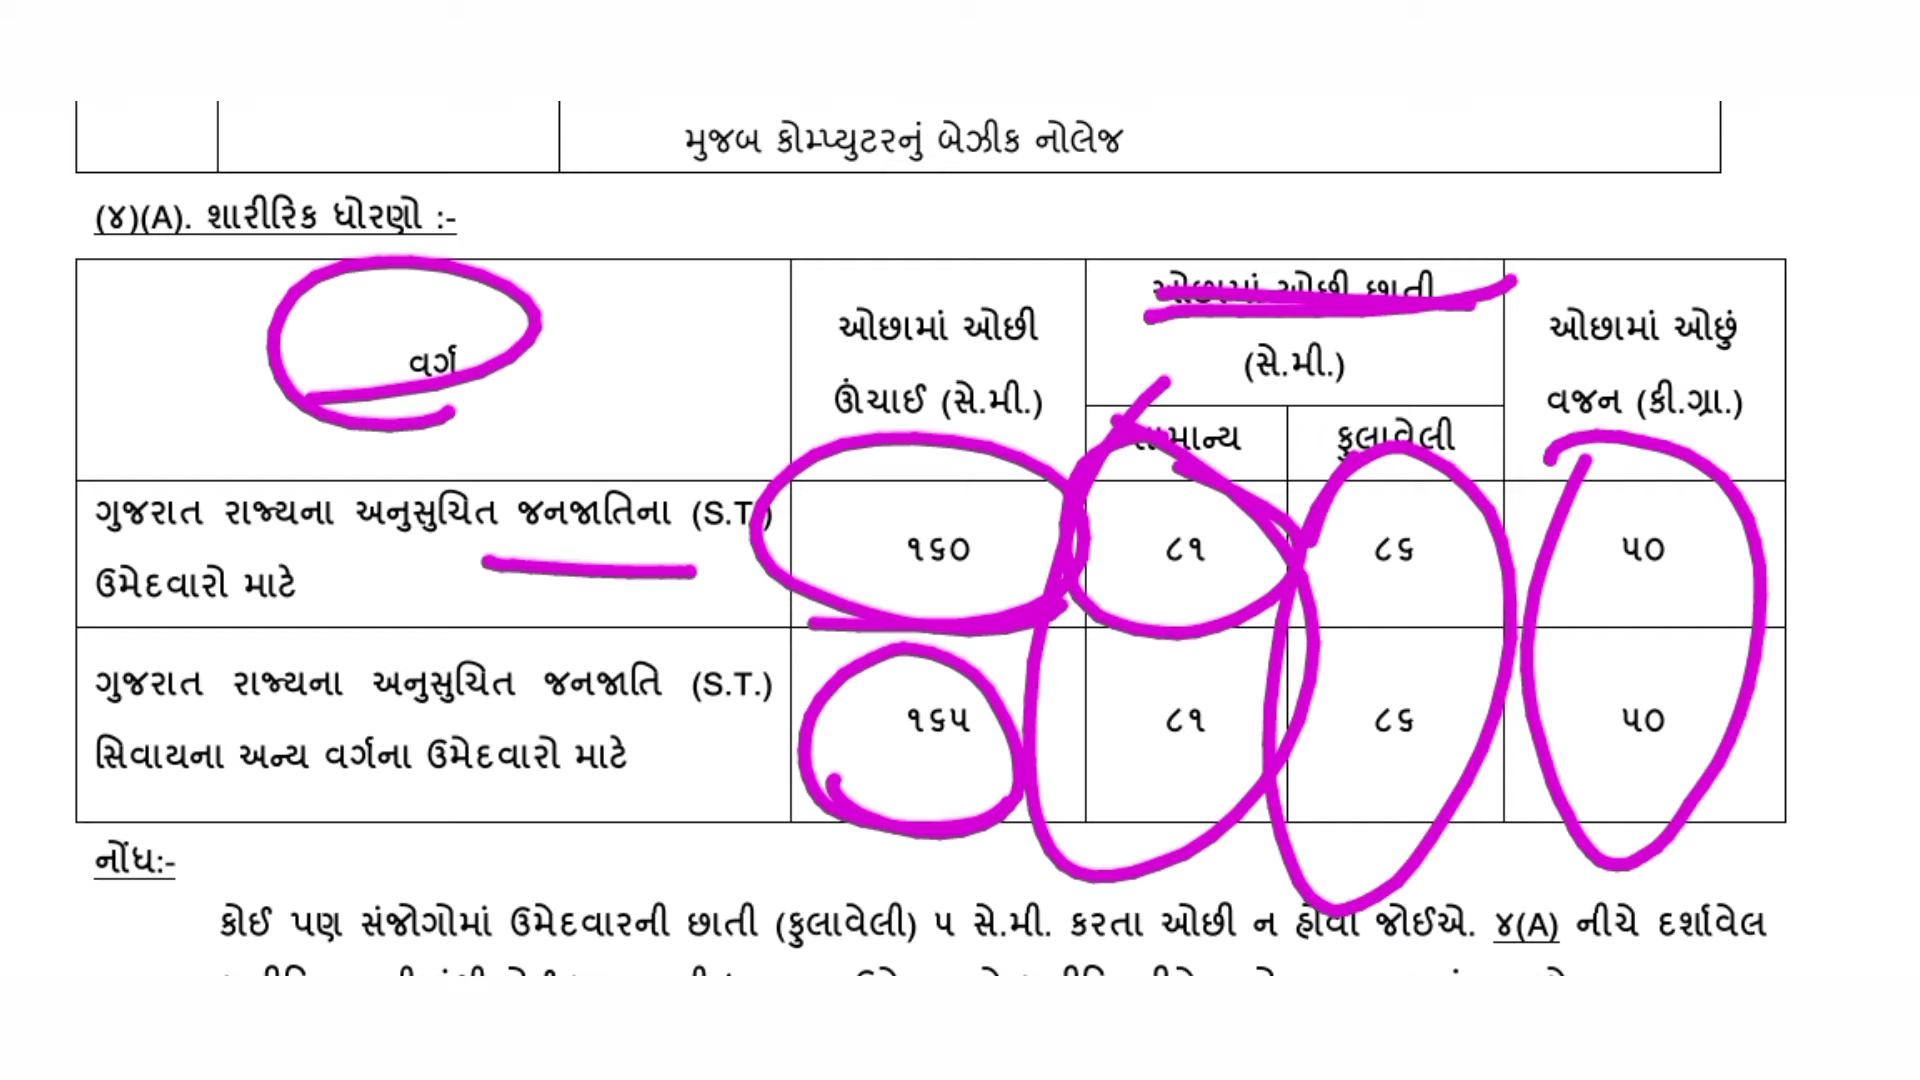 મુજબ કોમ્પ્યુટરનું બેઝીક નોલેજ
(૪)(A). શારીરિક ધોરણો :-
વર્ગ
ઓછામાં ઓછી
ઊંચાઈ (સે.મી.)
ઓછામાં ઓછી છાતી
(સે.મી.)
ઓછામાં ઓછું
વજન (કી.ગ્રા.)
સામાન્ય
ફુલાવેલી
ગુજરાત રાજ્યના અનુસુચિત જનજાતિના (S.T.)
ઉમેદવારો માટે
૧૬૦
૮૧
૮૬
૫૦
ગુજરાત રાજ્યના અનુસુચિત જનજાતિ (S.T.)
સિવાયના અન્ય વર્ગના ઉમેદવારો માટે
૧૬૫
૮૧
૮૬
૫૦
નોંધ:-
કોઈ પણ સંજોગોમાં ઉમેદવારની છાતી (ફુલાવેલી) ૫ સે.મી. કરતા ઓછી ન હોવી જોઈએ. ૪(A) નીચે દર્શાવેલ